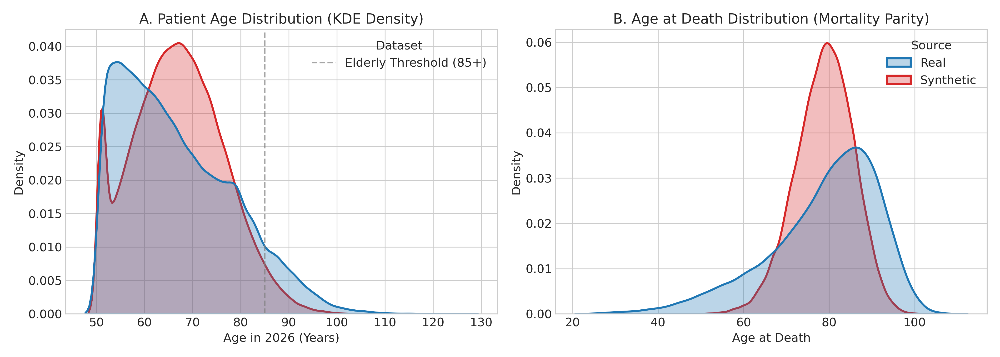 A. Patient Age Distribution (KDE Density)
Dataset
Elderly Threshold (85+)
Density
0.040
0.035
0.030
0.025
0.020
0.015
0.010
0.005
0.000
50 60 70 80 90 100 110 120 130
Age in 2026 (Years)
B. Age at Death Distribution (Mortality Parity)
Source
Real
Synthetic
Density
0.06
0.05
0.04
0.03
0.02
0.01
0.00
20 40 60 80 100
Age at Death